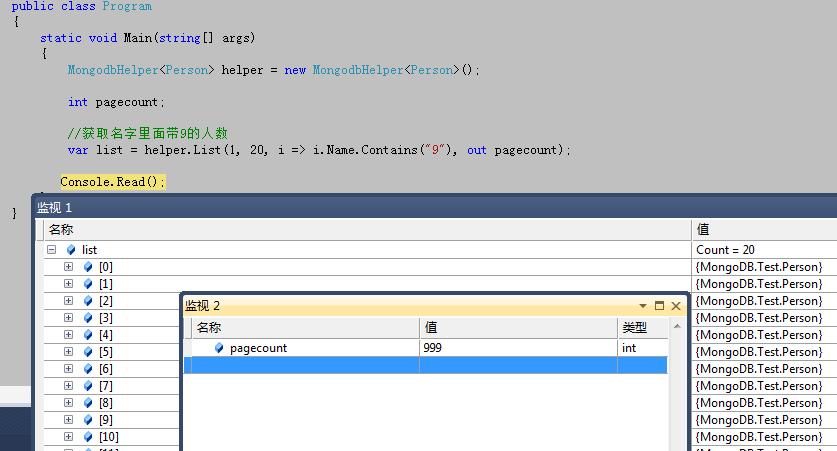 public class Program
{
static void Main(string[] args)
{
MongodbHelper<Person> helper = new MongodbHelper<Person>();
int pagecount;
//获取名字里面带9的人数
var list = helper.List(1, 20, i => i.Name.Contains("9"), out pagecount);
Console.Read();
}
监视 1
名称 值
list Count = 20
[0] {MongoDB.Test.Person}
[1] {MongoDB.Test.Person}
[2] {MongoDB.Test.Person}
[3] {MongoDB.Test.Person}
[4] {MongoDB.Test.Person}
[5] {MongoDB.Test.Person}
[6] {MongoDB.Test.Person}
[7] {MongoDB.Test.Person}
[8] {MongoDB.Test.Person}
[9] {MongoDB.Test.Person}
[10] {MongoDB.Test.Person}
监视 2
名称 值 类型
pagecount 999 int